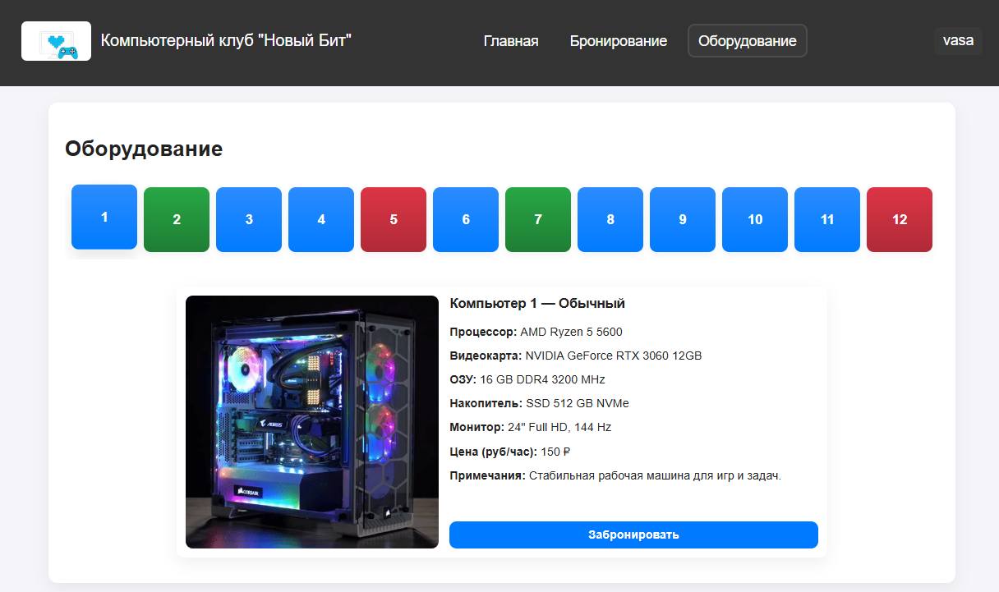 Компьютерный клуб "Новый Бит"
Главная
Бронирование
Оборудование
vasa
Оборудование
1 2 3 4 5 6 7 8 9 10 11 12
AORUS
CORSAIR
Компьютер 1 — Обычный
Процессор: AMD Ryzen 5 5600
Видеокарта: NVIDIA GeForce RTX 3060 12GB
ОЗУ: 16 GB DDR4 3200 MHz
Накопитель: SSD 512 GB NVMe
Монитор: 24" Full HD, 144 Hz
Цена (руб/час): 150 ₽
Примечания: Стабильная рабочая машина для игр и задач.
Забронировать